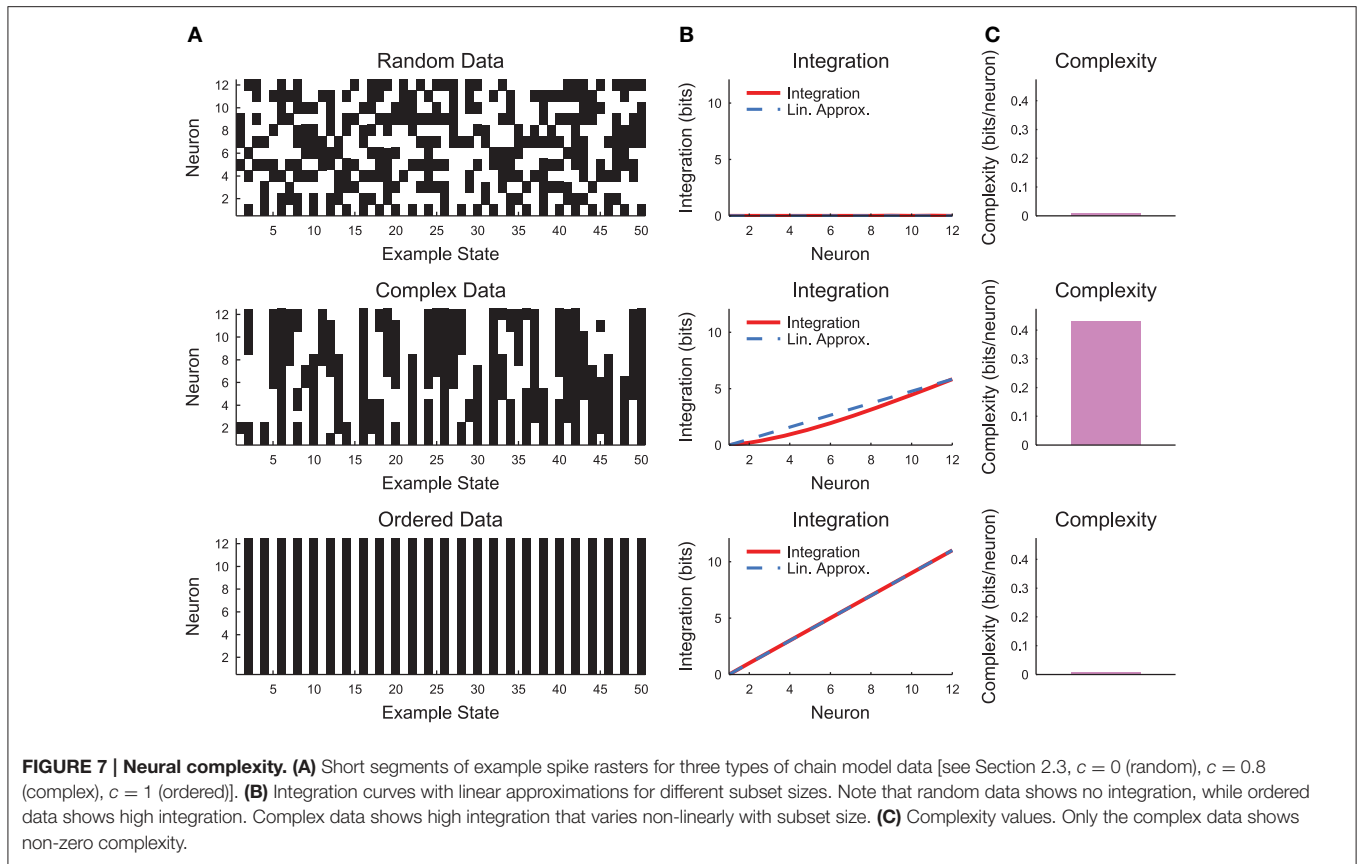 A
B
C
Random Data
Neuron
12
10
8
6
4
2
5 10 15 20 25 30 35 40 45 50
Example State
Integration
Integration (bits)
10
5
0
Integration
Lin. Approx.
2 4 6 8 10 12
Neuron
Complexity
Complexity (bits/neuron)
0.4
0.3
0.2
0.1
0
Complex Data
Neuron
12
10
8
6
4
2
5 10 15 20 25 30 35 40 45 50
Example State
Integration
Integration (bits)
10
5
0
Integration
Lin. Approx.
2 4 6 8 10 12
Neuron
Complexity
Complexity (bits/neuron)
0.4
0.3
0.2
0.1
0
Ordered Data
Neuron
12
10
8
6
4
2
5 10 15 20 25 30 35 40 45 50
Example State
Integration
Integration (bits)
10
5
0
Integration
Lin. Approx.
2 4 6 8 10 12
Neuron
Complexity
Complexity (bits/neuron)
0.4
0.3
0.2
0.1
0
FIGURE 7 | Neural complexity. (A) Short segments of example spike rasters for three types of chain model data [see Section 2.3, c = 0 (random), c = 0.8
(complex), c = 1 (ordered)]. (B) Integration curves with linear approximations for different subset sizes. Note that random data shows no integration, while ordered
data shows high integration. Complex data shows high integration that varies non-linearly with subset size. (C) Complexity values. Only the complex data shows
non-zero complexity.